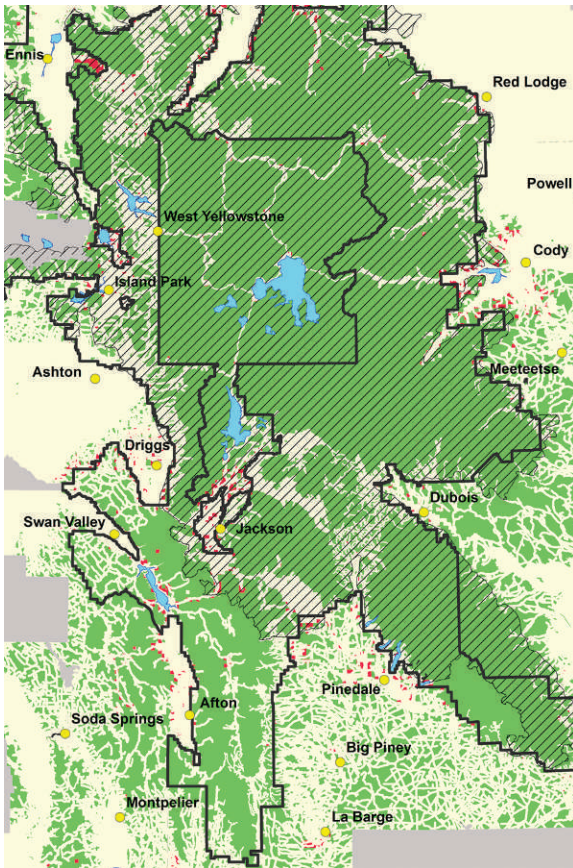 Ennis
Red Lodge
Powell
West Yellowstone
Cody
Island Park
Meeteetse
Ashton
Driggs
Dubois
Swan Valley
Jackson
Pinedale
Afton
Soda Springs
Big Piney
Montpelier
La Barge